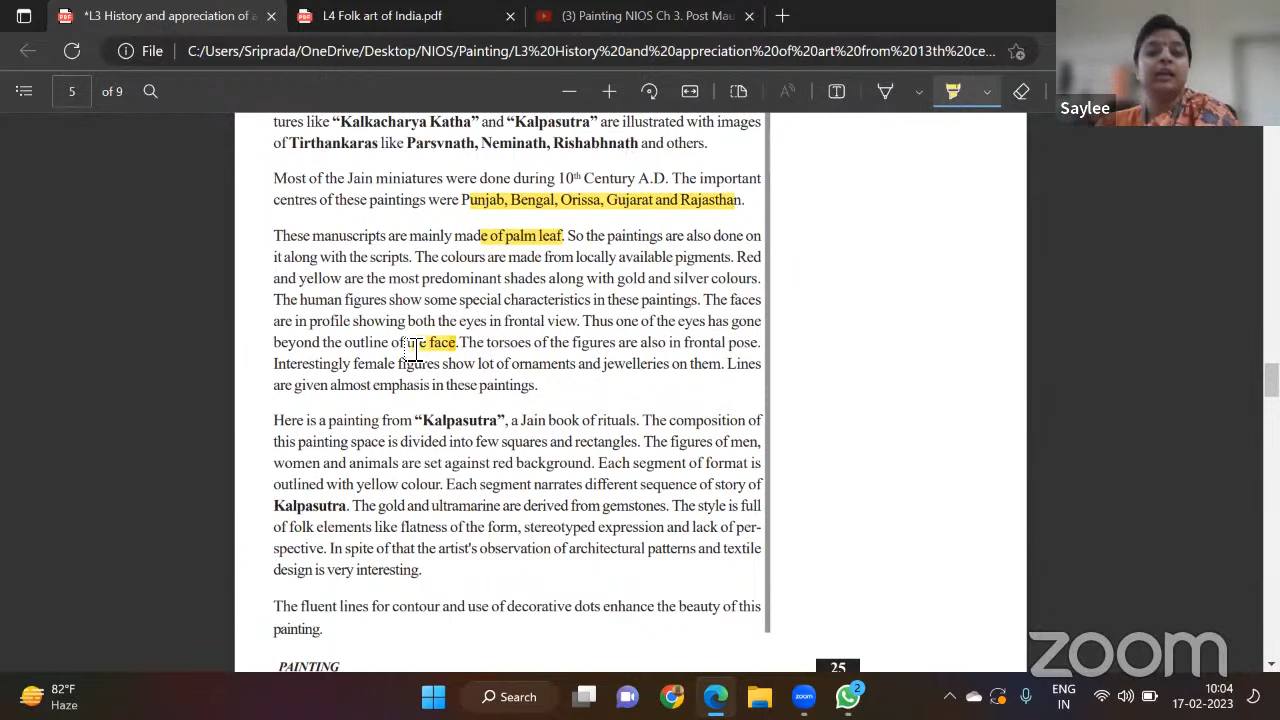 *L3 History and appreciation of a
L4 Folk art of India.pdf
(3) Painting NIOS Ch 3. Post Mau
File
C:/Users/Sriprada/OneDrive/Desktop/NIOS/Painting/L3%20History%20and%20appreciation%20of%20art%20from%2013th%20ce...
5 of 9
Saylee
tures like “Kalkacharya Katha” and “Kalpasutra” are illustrated with images
of Tirthankaras like Parsvnath, Neminath, Rishabhnath and others.
Most of the Jain miniatures were done during 10th Century A.D. The important
centres of these paintings were Punjab, Bengal, Orissa, Gujarat and Rajasthan.
These manuscripts are mainly made of palm leaf. So the paintings are also done on
it along with the scripts. The colours are made from locally available pigments. Red
and yellow are the most predominant shades along with gold and silver colours.
The human figures show some special characteristics in these paintings. The faces
are in profile showing both the eyes in frontal view. Thus one of the eyes has gone
beyond the outline of the face.The torsoes of the figures are also in frontal pose.
Interestingly female figures show lot of ornaments and jewelleries on them. Lines
are given almost emphasis in these paintings.
Here is a painting from “Kalpasutra”, a Jain book of rituals. The composition of
this painting space is divided into few squares and rectangles. The figures of men,
women and animals are set against red background. Each segment of format is
outlined with yellow colour. Each segment narrates different sequence of story of
Kalpasutra. The gold and ultramarine are derived from gemstones. The style is full
of folk elements like flatness of the form, stereotyped expression and lack of per-
spective. In spite of that the artist's observation of architectural patterns and textile
design is very interesting.
The fluent lines for contour and use of decorative dots enhance the beauty of this
painting.
PAINTING
25
zoom
82°F
Haze
Search
zoom
2
ENG
IN
10:04
17-02-2023